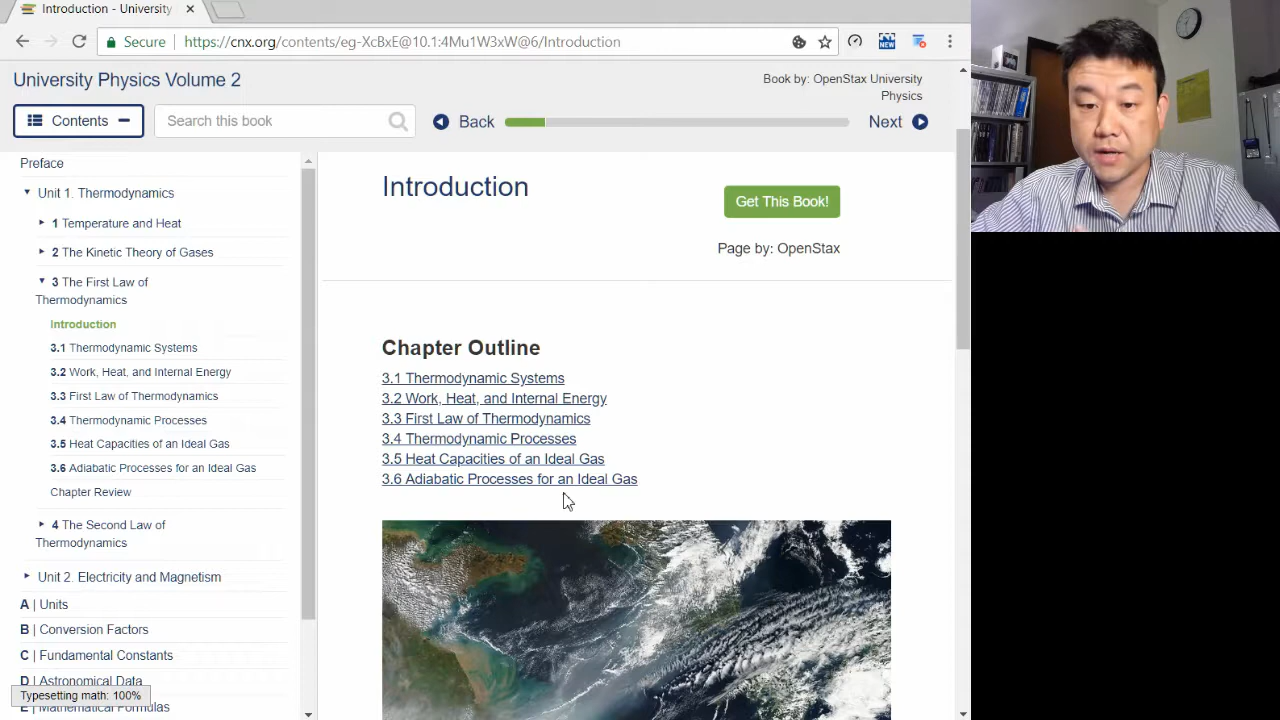 Introduction - University
Secure
https://cnx.org/contents/eg-XcBxE@10.1:4Mu1W3xW@6/Introduction
NEW
University Physics Volume 2
Book by: OpenStax University
Physics
Contents
Search this book
Back
Next
Preface
Unit 1. Thermodynamics
1 Temperature and Heat
2 The Kinetic Theory of Gases
3 The First Law of
Thermodynamics
Introduction
3.1 Thermodynamic Systems
3.2 Work, Heat, and Internal Energy
3.3 First Law of Thermodynamics
3.4 Thermodynamic Processes
3.5 Heat Capacities of an Ideal Gas
3.6 Adiabatic Processes for an Ideal Gas
Chapter Review
4 The Second Law of
Thermodynamics
Unit 2. Electricity and Magnetism
A | Units
B | Conversion Factors
C | Fundamental Constants
D | Astronomical Data
E | Mathematical Formulas
Typesetting math: 100%
Introduction
Get This Book!
Page by: OpenStax
Chapter Outline
3.1 Thermodynamic Systems
3.2 Work, Heat, and Internal Energy
3.3 First Law of Thermodynamics
3.4 Thermodynamic Processes
3.5 Heat Capacities of an Ideal Gas
3.6 Adiabatic Processes for an Ideal Gas